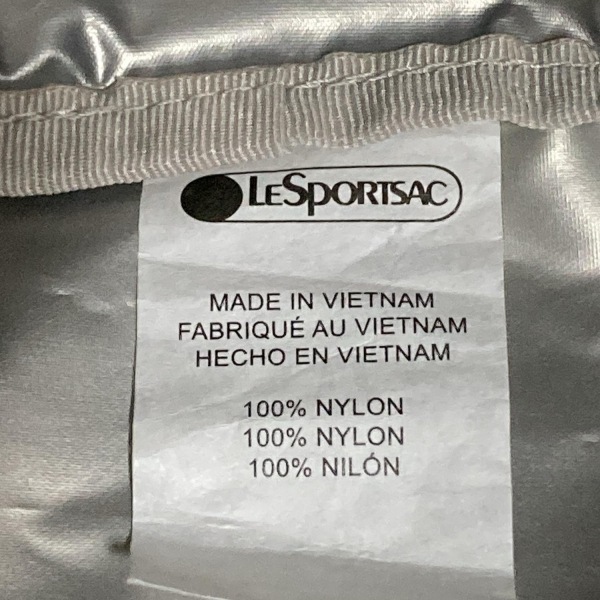 LESPORTSAC
MADE IN VIETNAM
FABRIQUÉ AU VIETNAM
HECHO EN VIETNAM
100% NYLON
100% NYLON
100% NILÓN